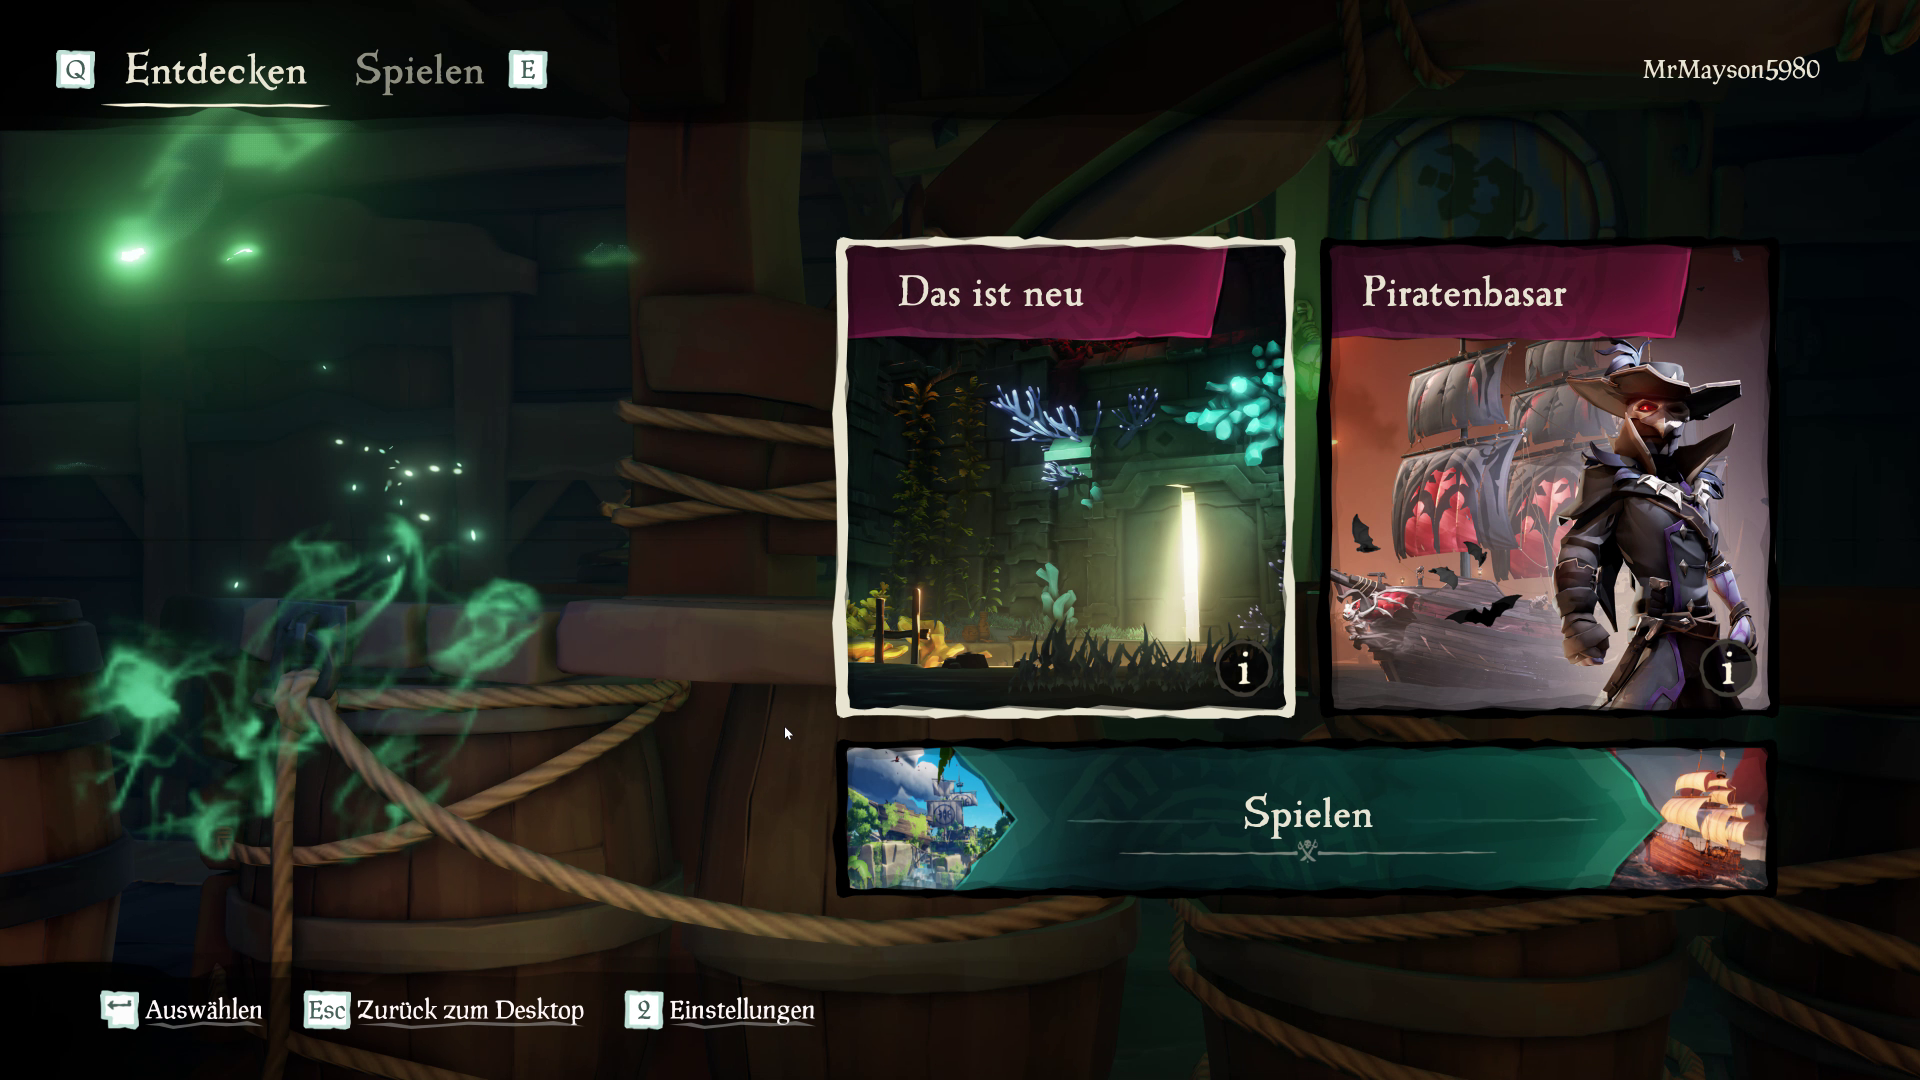 Q Entdecken Spielen E
MrMayson5980
Das ist neu
Piratenbasar
i
i
Spielen
Auswählen
Esc Zurück zum Desktop
2 Einstellungen